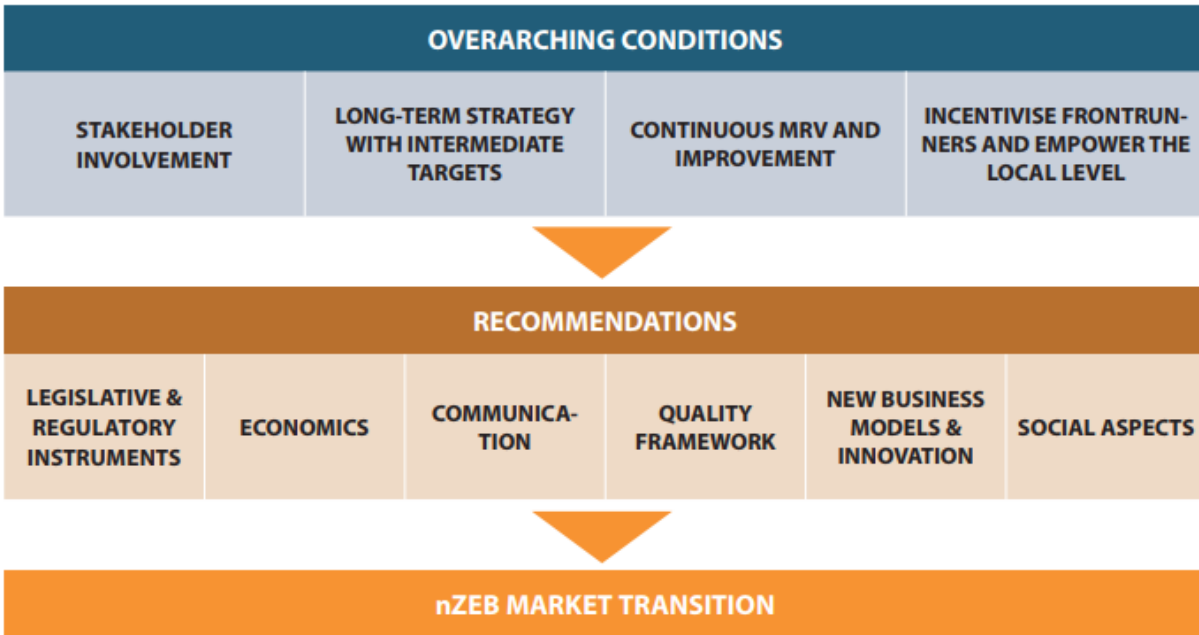 OVERARCHING CONDITIONS
STAKEHOLDER
INVOLVEMENT
LONG-TERM STRATEGY
WITH INTERMEDIATE
TARGETS
CONTINUOUS MRV AND
IMPROVEMENT
INCENTIVISE FRONTRUN-
NERS AND EMPOWER THE
LOCAL LEVEL
RECOMMENDATIONS
LEGISLATIVE &
REGULATORY
INSTRUMENTS
ECONOMICS
COMMUNICA-
TION
QUALITY
FRAMEWORK
NEW BUSINESS
MODELS &
INNOVATION
SOCIAL ASPECTS
nZEB MARKET TRANSITION